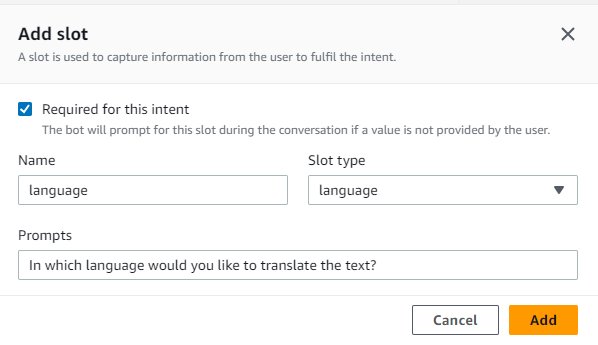 Add slot
A slot is used to capture information from the user to fulfil the intent.
Required for this intent
The bot will prompt for this slot during the conversation if a value is not provided by the user.
Name
Slot type
language
language
Prompts
In which language would you like to translate the text?
Cancel
Add